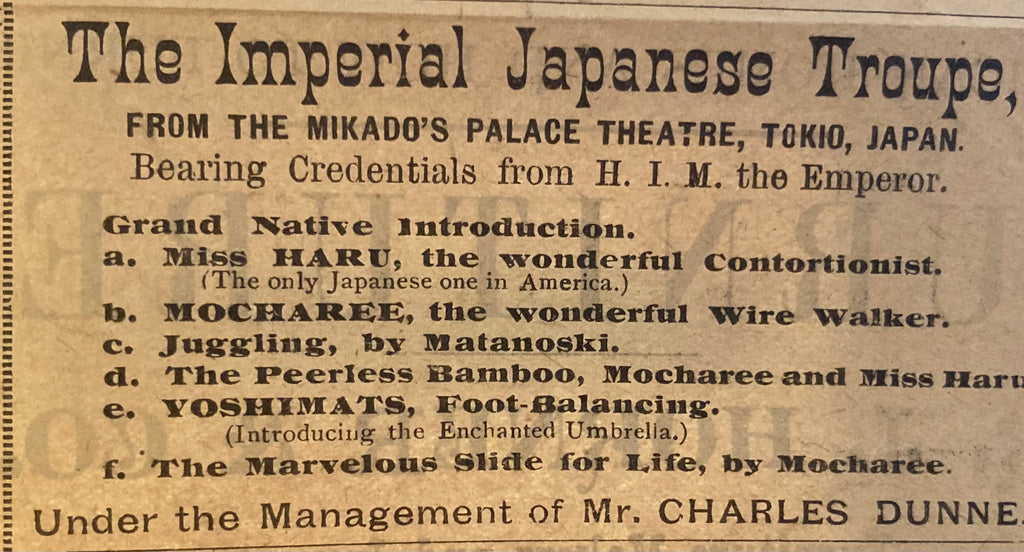 The Imperial Japanese Troupe,
FROM THE MIKADO'S PALACE THEATRE, TOKIO, JAPAN.
Bearing Credentials from H. I. M. the Emperor.
Grand Native Introduction.
a. Miss HARU, the wonderful Contortionist.
(The only Japanese one in America.)
b. MOCHAREE, the wonderful Wire Walker.
c. Juggling, by Matanoski.
d. The Peerless Bamboo, Mocharee and Miss Haru
e. YOSHIMATS, Foot-Balancing.
(Introducing the Enchanted Umbrella.)
f. The Marvelous Slide for Life, by Mocharee.
Under the Management of Mr. CHARLES DUNNE.